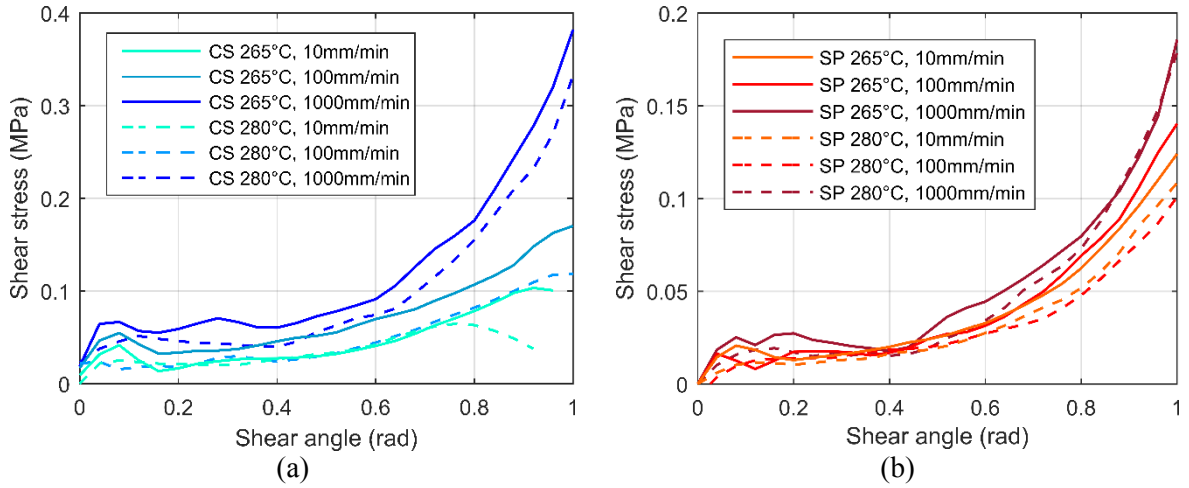 0.4
0.3
0.2
0.1
0
Shear stress (MPa)
CS 265°C, 10mm/min
CS 265°C, 100mm/min
CS 265°C, 1000mm/min
CS 280°C, 10mm/min
CS 280°C, 100mm/min
CS 280°C, 1000mm/min
0 0.2 0.4 0.6 0.8 1
Shear angle (rad)
(a)
0.2
0.15
0.1
0.05
0
Shear stress (MPa)
SP 265°C, 10mm/min
SP 265°C, 100mm/min
SP 265°C, 1000mm/min
SP 280°C, 10mm/min
SP 280°C, 100mm/min
SP 280°C, 1000mm/min
0 0.2 0.4 0.6 0.8 1
Shear angle (rad)
(b)